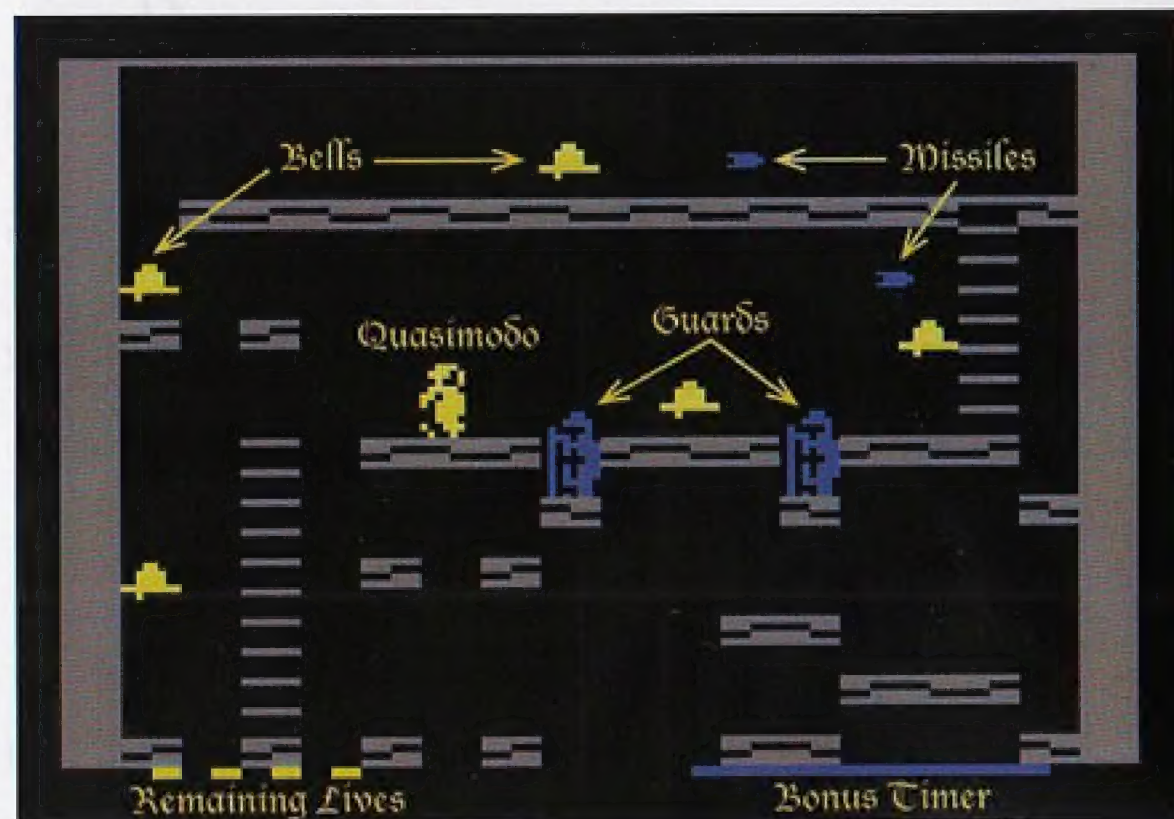 Bells
Missiles
Guards
Quasimodo
Remaining Lives
Bonus Timer